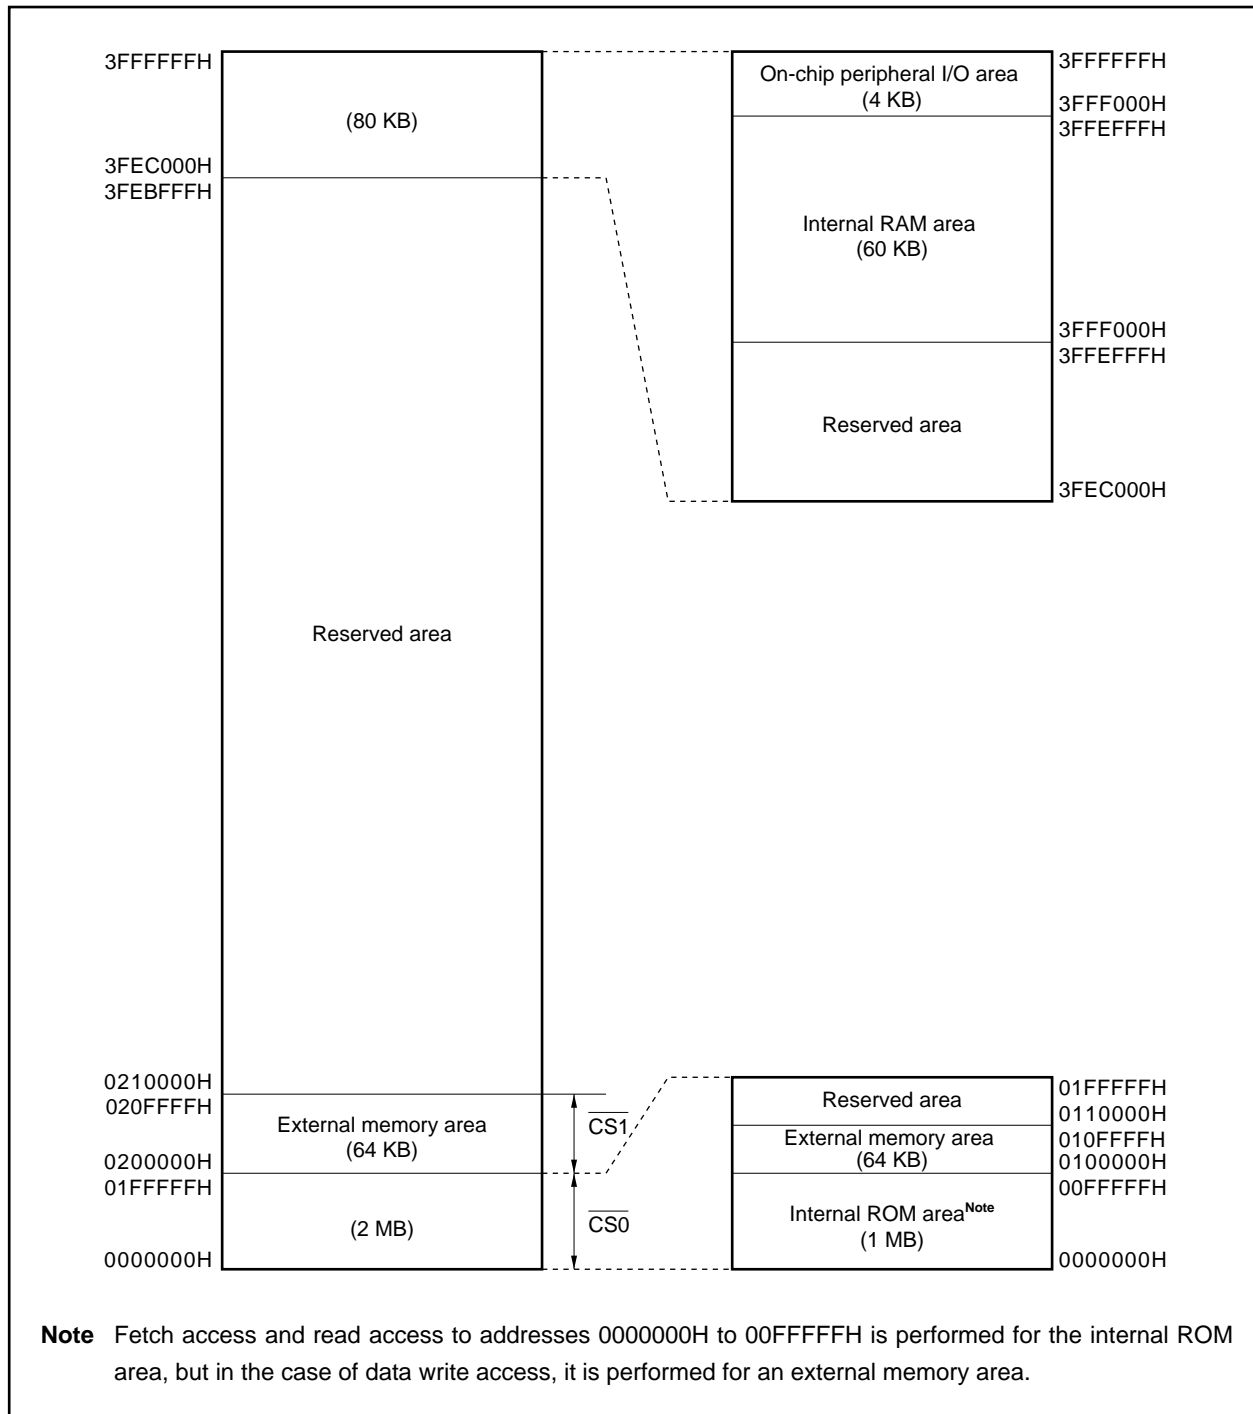 3FFFFFFH
(80 KB)
3FEC000H
3FEBFFFH
Reserved area
0210000H
020FFFFH
External memory area
(64 KB)
CS1
0200000H
01FFFFFH
(2 MB)
CS0
0000000H
On-chip peripheral I/O area
(4 KB)
3FFFFFFH
3FFF000H
3FFEFFFH
Internal RAM area
(60 KB)
3FFF000H
3FFEFFFH
Reserved area
3FEC000H
Reserved area
01FFFFFH
0110000H
External memory area
(64 KB)
010FFFFH
0100000H
00FFFFFH
Internal ROM areaNote
(1 MB)
0000000H
Note Fetch access and read access to addresses 0000000H to 00FFFFFH is performed for the internal ROM
area, but in the case of data write access, it is performed for an external memory area.